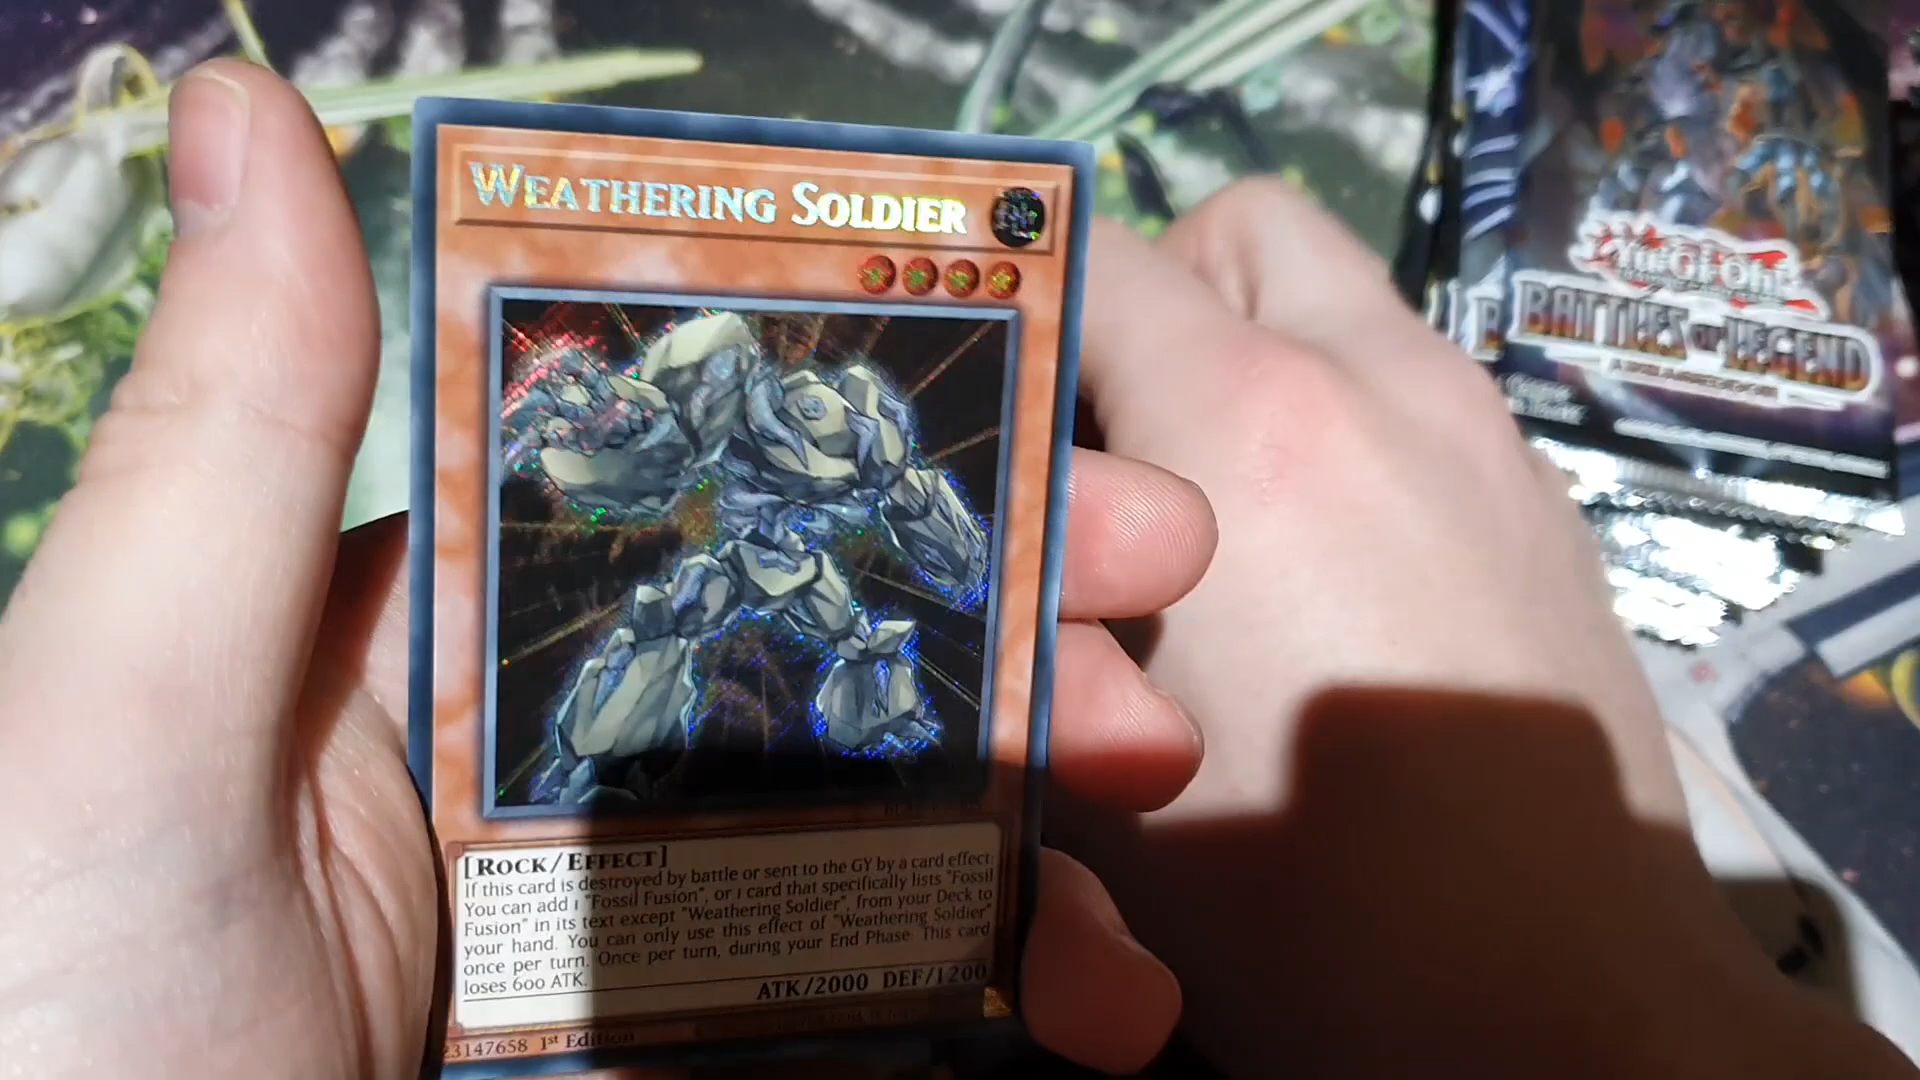 WEATHERING SOLDIER
[ROCK/EFFECT]
If this card is destroyed by battle or sent to the GY by a card effect:
You can add 1 "Fossil Fusion", or 1 card that specifically lists "Fossil
Fusion" in its text except "Weathering Soldier", from your Deck to
your hand. You can only use this effect of "Weathering Soldier"
once per turn. Once per turn, during your End Phase: This card
loses 600 ATK.
ATK/2000 DEF/1200
23147658 1st Edition
Yu-Gi-Oh!
BATTLES OF LEGEND
ARMAGEDDON